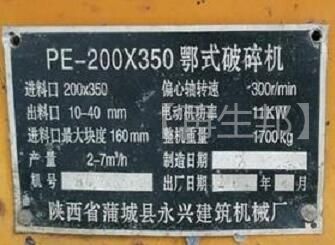 PE-200X350 鄂式破碎机
进料口 200x350 偏心轴转速 300r/min
出料口 10-40 mm 电动机功率 11KW
进料口最大块度 160 mm 整机重量 1700kg
产量 2-7m³/h 制造日期
机号 出厂日期 年 月
陕西省蒲城县永兴建筑机械厂